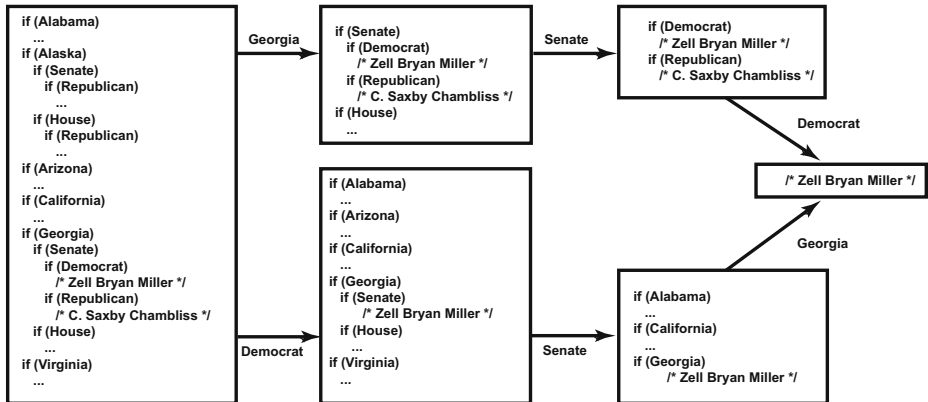 if (Alabama)
...
if (Alaska)
if (Senate)
if (Republican)
...
if (House)
if (Republican)
...
if (Arizona)
...
if (California)
...
if (Georgia)
if (Senate)
if (Democrat)
/* Zell Bryan Miller */
if (Republican)
/* C. Saxby Chambliss */
if (House)
...
if (Virginia)
...
Georgia
if (Senate)
if (Democrat)
/* Zell Bryan Miller */
if (Republican)
/* C. Saxby Chambliss */
if (House)
...
Senate
if (Democrat)
/* Zell Bryan Miller */
if (Republican)
/* C. Saxby Chambliss */
Democrat
/* Zell Bryan Miller */
Democrat
if (Alabama)
...
if (Arizona)
...
if (California)
...
if (Georgia)
if (Senate)
/* Zell Bryan Miller */
if (House)
...
if (Virginia)
...
Senate
if (Alabama)
...
if (California)
...
if (Georgia)
/* Zell Bryan Miller */
Georgia